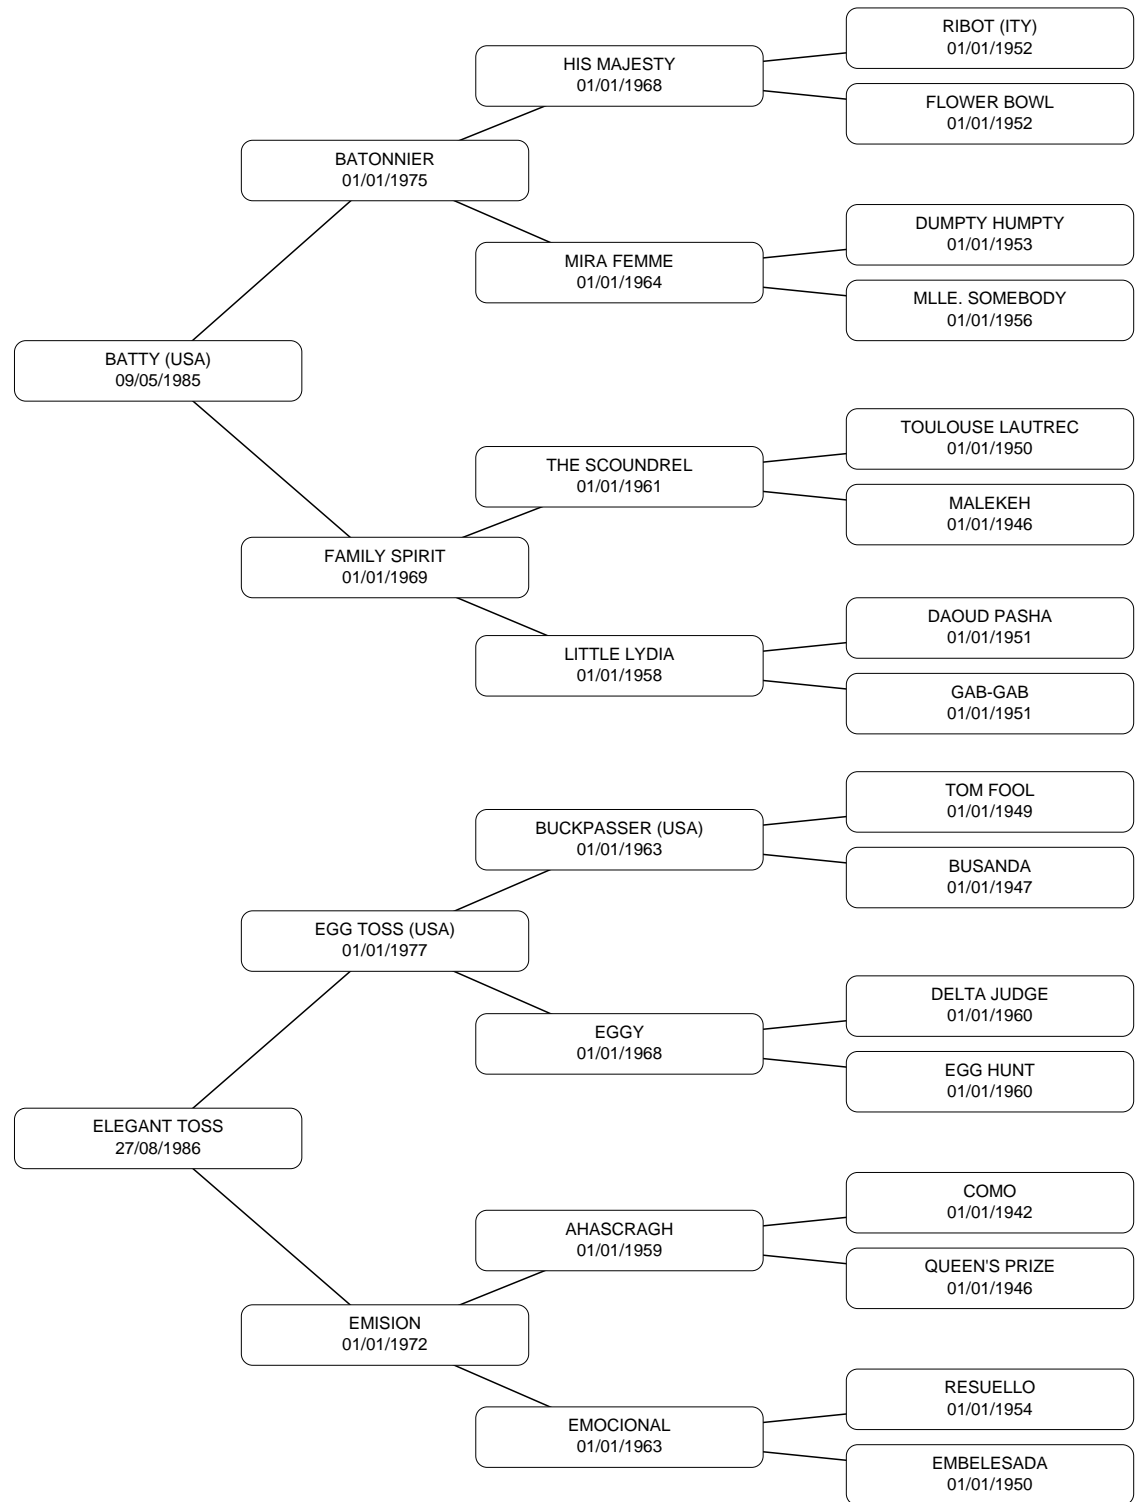 RIBOT (ITY)
01/01/1952
HIS MAJESTY
01/01/1968
FLOWER BOWL
01/01/1952
BATONNIER
01/01/1975
DUMPTY HUMPTY
01/01/1953
MIRA FEMME
01/01/1964
MLLE. SOMEBODY
01/01/1956
BATTY (USA)
09/05/1985
TOULOUSE LAUTREC
01/01/1950
THE SCOUNDREL
01/01/1961
MALEKEH
01/01/1946
FAMILY SPIRIT
01/01/1969
DAOUD PASHA
01/01/1951
LITTLE LYDIA
01/01/1958
GAB-GAB
01/01/1951
TOM FOOL
01/01/1949
BUCKPASSER (USA)
01/01/1963
BUSANDA
01/01/1947
EGG TOSS (USA)
01/01/1977
DELTA JUDGE
01/01/1960
EGGY
01/01/1968
EGG HUNT
01/01/1960
ELEGANT TOSS
27/08/1986
COMO
01/01/1942
AHASCRAGH
01/01/1959
QUEEN'S PRIZE
01/01/1946
EMISION
01/01/1972
RESUELLO
01/01/1954
EMOCIONAL
01/01/1963
EMBELESADA
01/01/1950